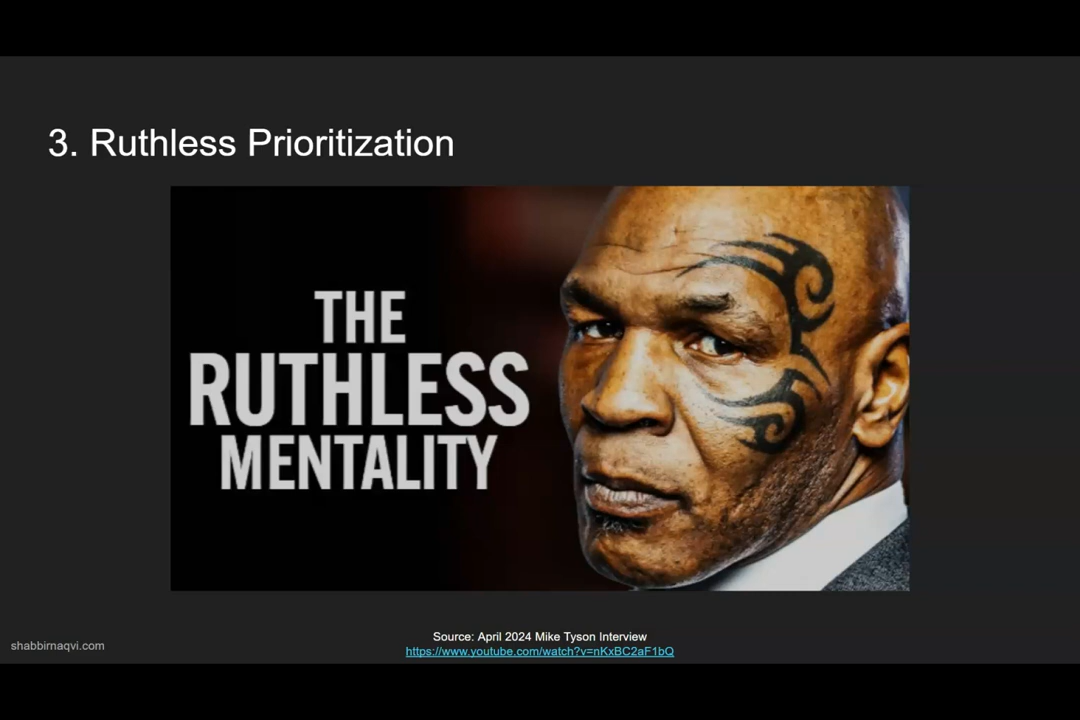 3. Ruthless Prioritization
THE
RUTHLESS
MENTALITY
Source: April 2024 Mike Tyson Interview
https://www.youtube.com/watch?v=nKxBC2aF1bQ
shabbirnaqvi.com